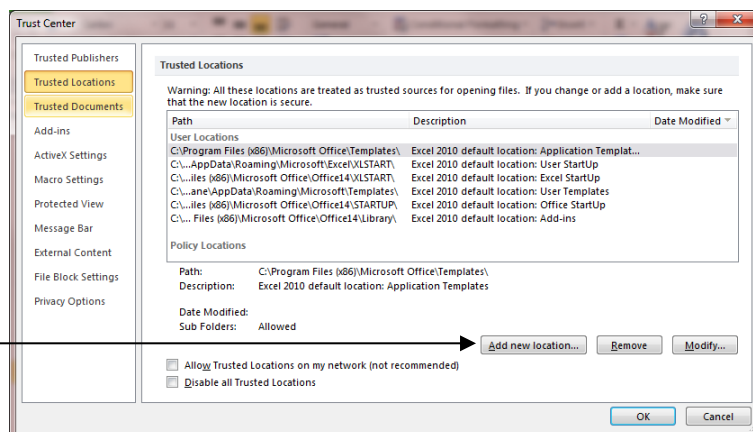 Trust Center
Trusted Publishers
Trusted Locations
Trusted Documents
Add-ins
ActiveX Settings
Macro Settings
Protected View
Message Bar
External Content
File Block Settings
Privacy Options
Trusted Locations
Warning: All these locations are treated as trusted sources for opening files. If you change or add a location, make sure
that the new location is secure.
Path Description Date Modified
User Locations
C:\Program Files (x86)\Microsoft Office\Templates\ Excel 2010 default location: Application Templat...
C:\...AppData\Roaming\Microsoft\Excel\XLSTART\ Excel 2010 default location: User StartUp
C:\...iles (x86)\Microsoft Office\Office14\XLSTART\ Excel 2010 default location: Excel StartUp
C:\...ane\AppData\Roaming\Microsoft\Templates\ Excel 2010 default location: User Templates
C:\...iles (x86)\Microsoft Office\Office14\STARTUP\ Excel 2010 default location: Office StartUp
C:\... Files (x86)\Microsoft Office\Office14\Library\ Excel 2010 default location: Add-ins
Policy Locations
Path: C:\Program Files (x86)\Microsoft Office\Templates\
Description: Excel 2010 default location: Application Templates
Date Modified:
Sub Folders: Allowed
Add new location... Remove Modify...
Allow Trusted Locations on my network (not recommended)
Disable all Trusted Locations
OK Cancel